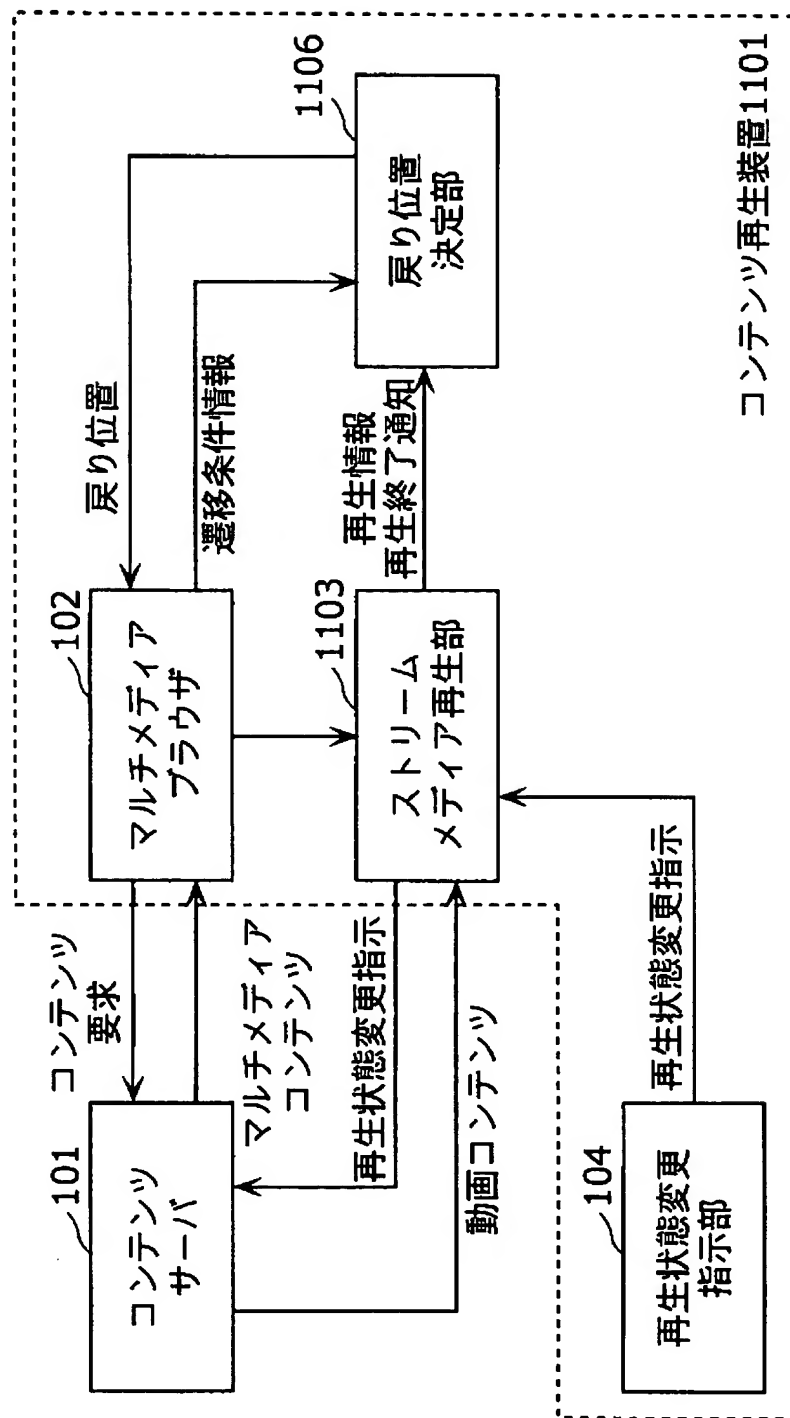 101
コンテンツ
サーバ
コンテンツ
要求
マルチメディア
コンテンツ
102
マルチメディア
ブラウザ
戻り位置
遷移条件情報
1106
戻り位置
決定部
再生状態変更指示
動画コンテンツ
1103
ストリーム
メディア再生部
再生情報
再生終了通知
104
再生状態変更
指示部
再生状態変更指示
コンテンツ再生装置1101